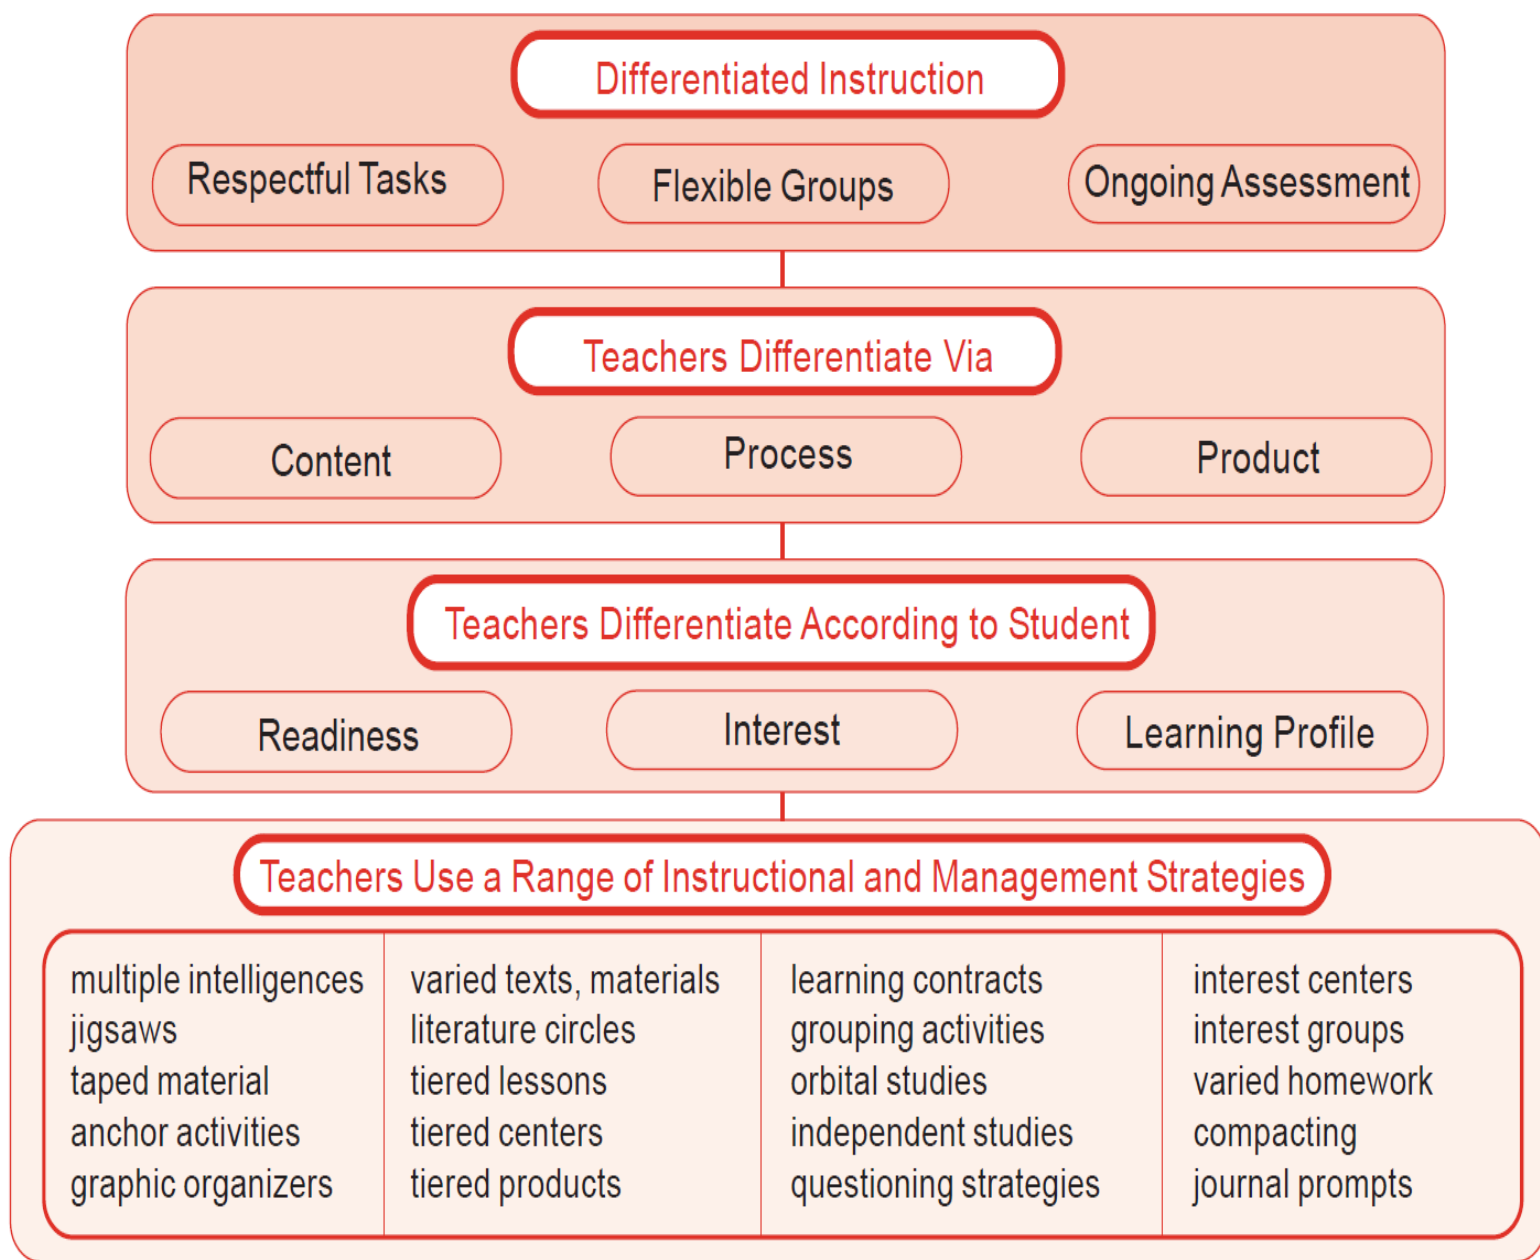 Differentiated Instruction
Respectful Tasks
Flexible Groups
Ongoing Assessment
Teachers Differentiate Via
Content
Process
Product
Teachers Differentiate According to Student
Readiness
Interest
Learning Profile
Teachers Use a Range of Instructional and Management Strategies
multiple intelligences
jigsaws
taped material
anchor activities
graphic organizers
varied texts, materials
literature circles
tiered lessons
tiered centers
tiered products
learning contracts
grouping activities
orbital studies
independent studies
questioning strategies
interest centers
interest groups
varied homework
compacting
journal prompts